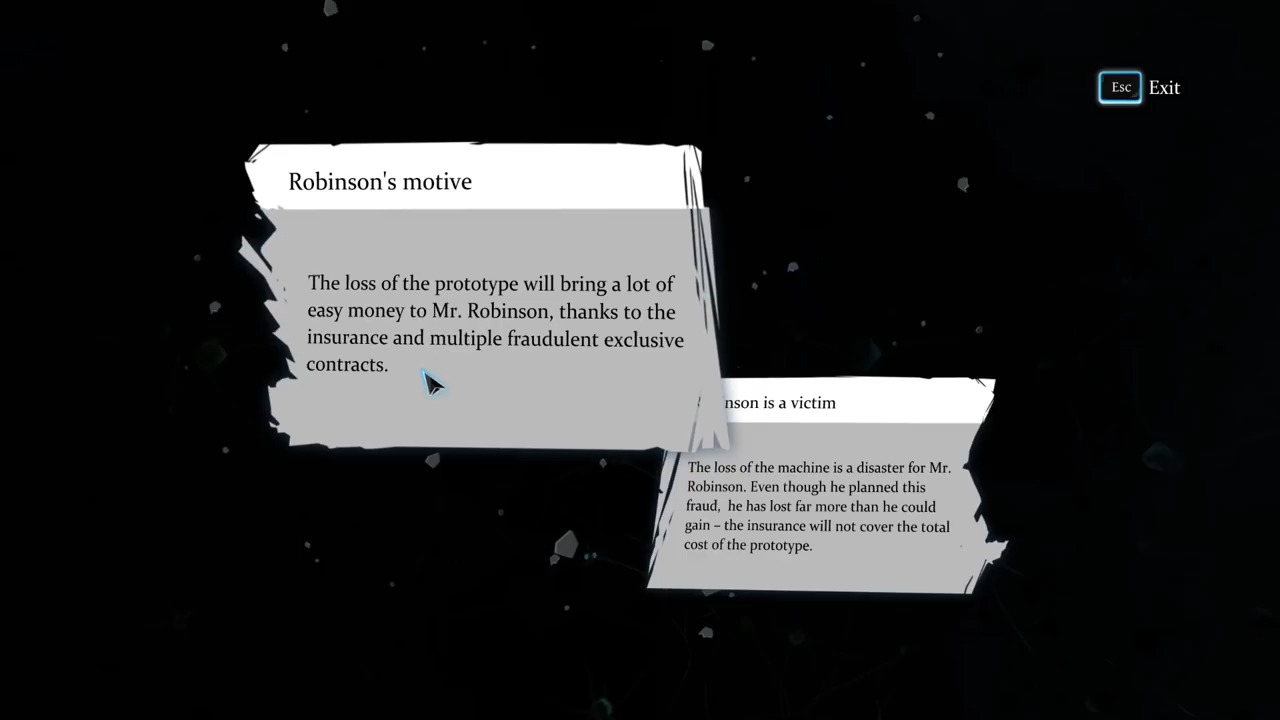 Esc Exit
Robinson's motive
The loss of the prototype will bring a lot of
easy money to Mr. Robinson, thanks to the
insurance and multiple fraudulent exclusive
contracts.
is a victim
The loss of the machine is a disaster for Mr.
Robinson. Even though he planned this
fraud, he has lost far more than he could
gain – the insurance will not cover the total
cost of the prototype.